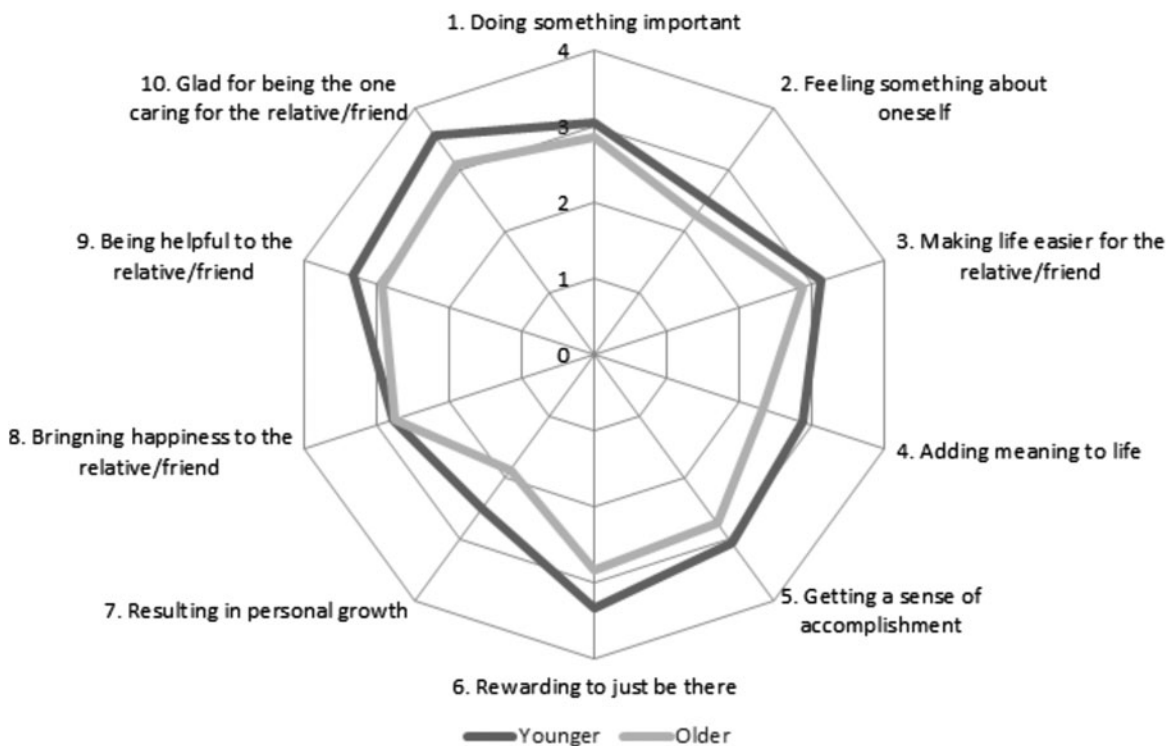 1. Doing something important
2. Feeling something about
oneself
3. Making life easier for the
relative/friend
4. Adding meaning to life
5. Getting a sense of
accomplishment
6. Rewarding to just be there
7. Resulting in personal growth
8. Bringning happiness to the
relative/friend
9. Being helpful to the
relative/friend
10. Glad for being the one
caring for the relative/friend
4
3
2
1
0
Younger
Older